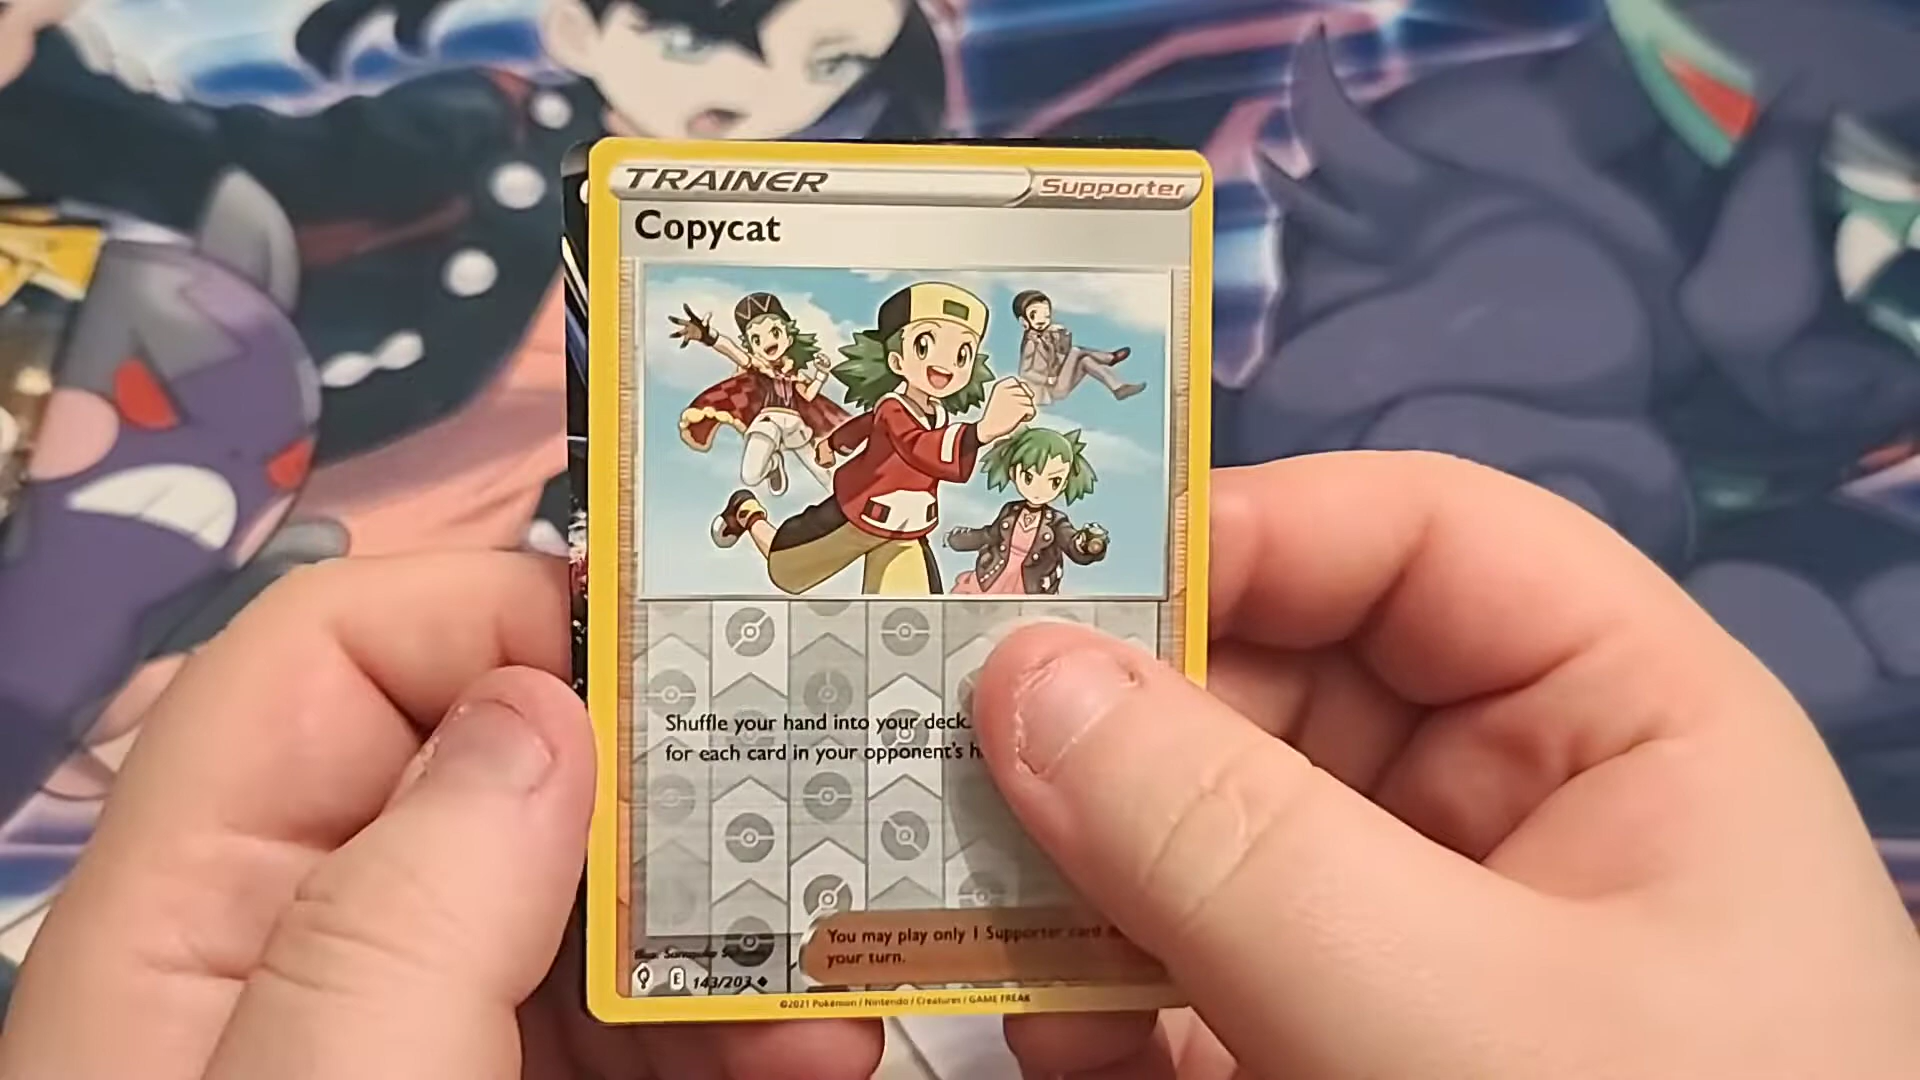 TRAINER Supporter
Copycat
Shuffle your hand into your deck.
for each card in your opponent's
You may play only 1 Supporter card
your turn.
Illus.
E 143/203
©2021 Pokémon / Nintendo / Creatures / GAME FREAK